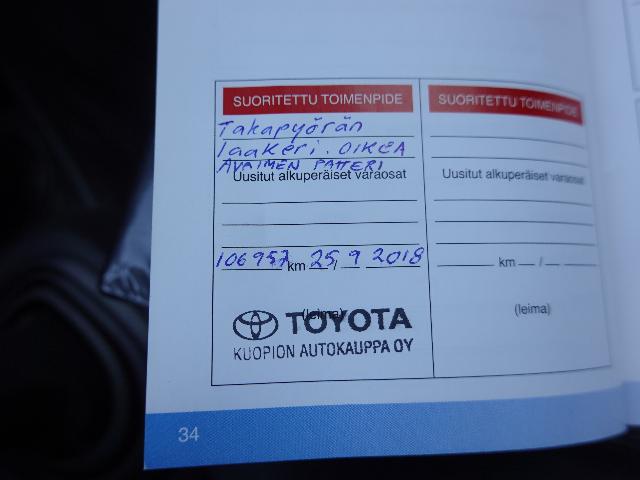 SUORITETTU TOIMENPIDE
Takapyörän
laakeri. OIKEA
AVAIMEN PATTERI
Uusitut alkuperäiset varaosat
106957 km 25 / 9 2018
(leima)
TOYOTA
KUOPION AUTOKAUPPA OY
SUORITETTU TOIMENPIDE
Uusitut alkuperäiset varaosat
km / 
(leima)
34